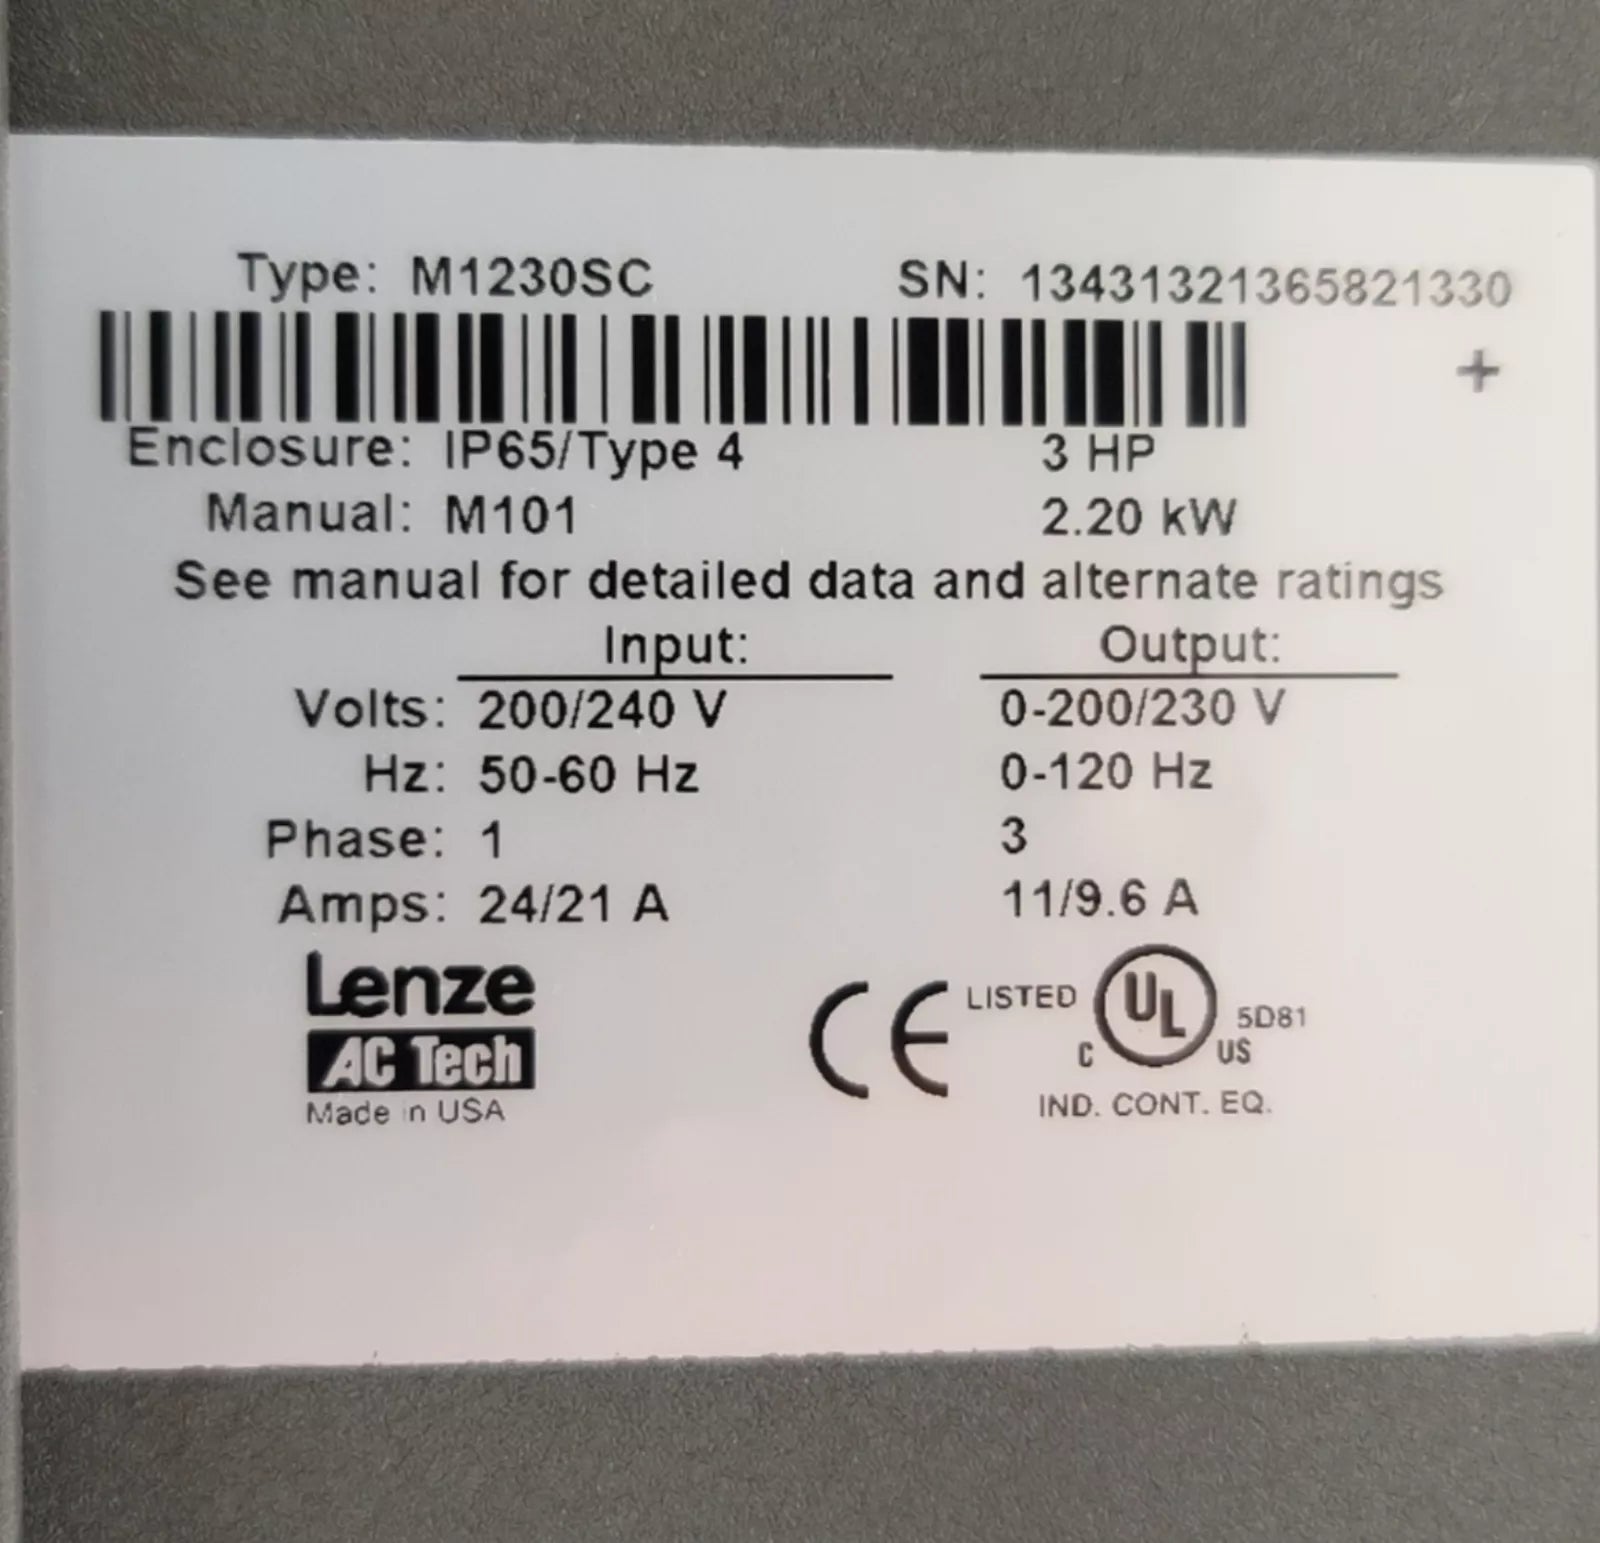 Type: M1230SC SN: 13431321365821330
+
Enclosure: IP65/Type 4 3 HP
Manual: M101 2.20 kW
See manual for detailed data and alternate ratings
Input: Output:
Volts: 200/240 V 0-200/230 V
Hz: 50-60 Hz 0-120 Hz
Phase: 1 3
Amps: 24/21 A 11/9.6 A
Lenze
AC Tech
Made in USA
CE LISTED UL 5D81
C US
IND. CONT. EQ.